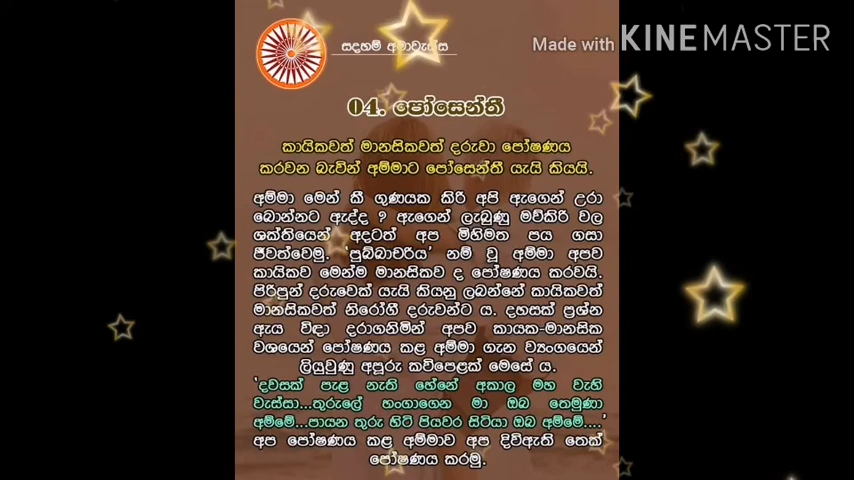 සදහම් අමාවැස්ස
Made with KINEMASTER
04. පෝසෙන්තී
කායිකවත් මානසිකවත් දරුවා පෝෂණය
කරවන බැවින් අම්මාට පෝසෙන්තී යැයි කියයි.
අම්මා මෙන් කී ගුණයක කිරි අපි ඇගෙන් උරා
බොන්නට ඇද්ද ? ඇගෙන් ලැබුණු මව්කිරි වල
ශක්තියෙන් අදටත් අප මිහිමත පය ගසා
ජීවත්වෙමු. 'පුබ්බාචරිය' නම් වූ අම්මා අපව
කායිකව මෙන්ම මානසිකව ද පෝෂණය කරවයි.
පිරිපුන් දරුවෙක් යැයි කියනු ලබන්නේ කායිකවත්
මානසිකවත් නිරෝගී දරුවන්ට ය. දහසක් ප්‍රශ්න
ඇය විඳා දරාගනිමින් අපව කායක-මානසික
වශයෙන් පෝෂණය කළ අම්මා ගැන ව්‍යංගයෙන්
ලියුවුණු අපූරු කව්පෙළක් මෙසේ ය.
'දවසක් පැළ නැති හේනේ අකාල මහ වැහි
වැස්සා...තුරුලේ හංගාගෙන මා ඔබ තෙමුණා
අම්මේ...පායන තුරු හිටි පියවර සිටියා ඔබ අම්මේ....'
අප පෝෂණය කළ අම්මාව අප දිවිඇති තෙක්
පෝෂණය කරමු.